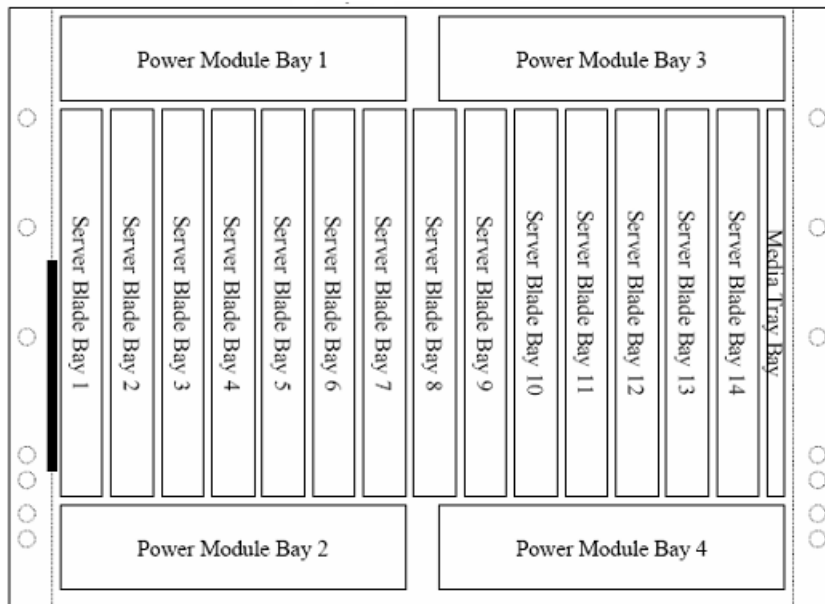 Power Module Bay 1
Power Module Bay 3
Server Blade Bay 1
Server Blade Bay 2
Server Blade Bay 3
Server Blade Bay 4
Server Blade Bay 5
Server Blade Bay 6
Server Blade Bay 7
Server Blade Bay 8
Server Blade Bay 9
Server Blade Bay 10
Server Blade Bay 11
Server Blade Bay 12
Server Blade Bay 13
Server Blade Bay 14
Media Tray Bay
Power Module Bay 2
Power Module Bay 4